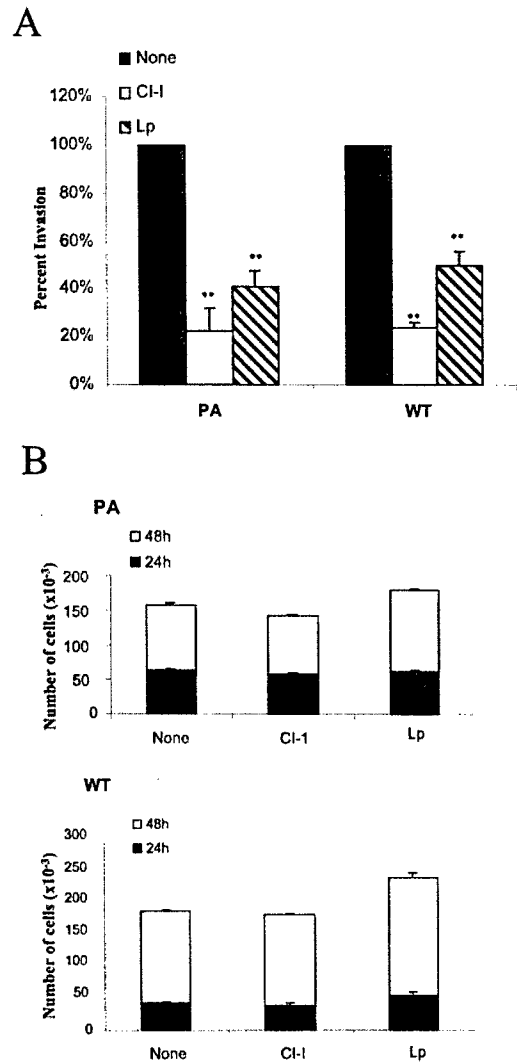 A
None
Cl-I
Lp
120%
100%
80%
60%
40%
20%
0%
Percent Invasion
**
**
**
**
PA
WT
B
PA
48h
24h
200
150
100
50
0
Number of cells (x10-3)
None
Cl-1
Lp
WT
48h
24h
300
250
200
150
100
50
0
Number of cells (x10-3)
None
Cl-I
Lp